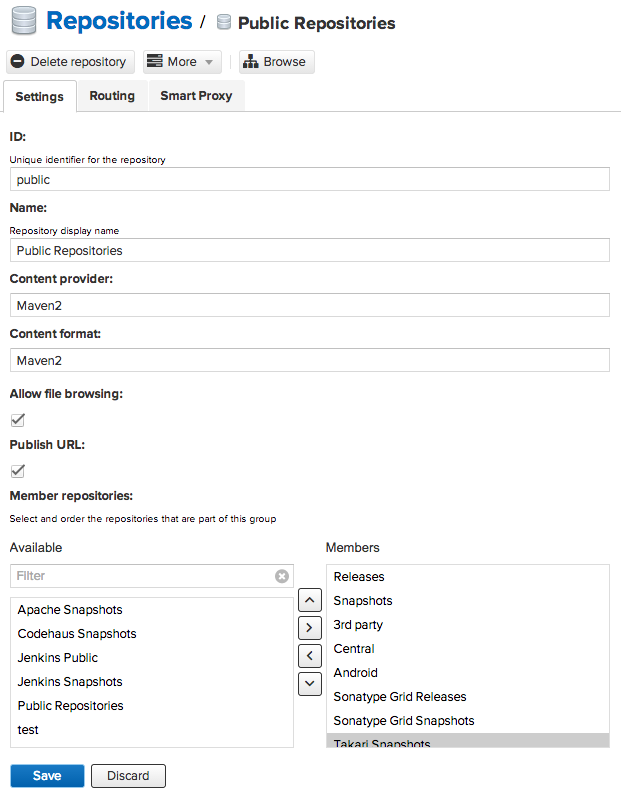 Repositories / Public Repositories
Delete repository More Browse
Settings Routing Smart Proxy
ID:
Unique identifier for the repository
public
Name:
Repository display name
Public Repositories
Content provider:
Maven2
Content format:
Maven2
Allow file browsing:
Publish URL:
Member repositories:
Select and order the repositories that are part of this group
Available
Filter
Apache Snapshots
Codehaus Snapshots
Jenkins Public
Jenkins Snapshots
Public Repositories
test
Members
Releases
Snapshots
3rd party
Central
Android
Sonatype Grid Releases
Sonatype Grid Snapshots
Takari Snapshots
Save Discard